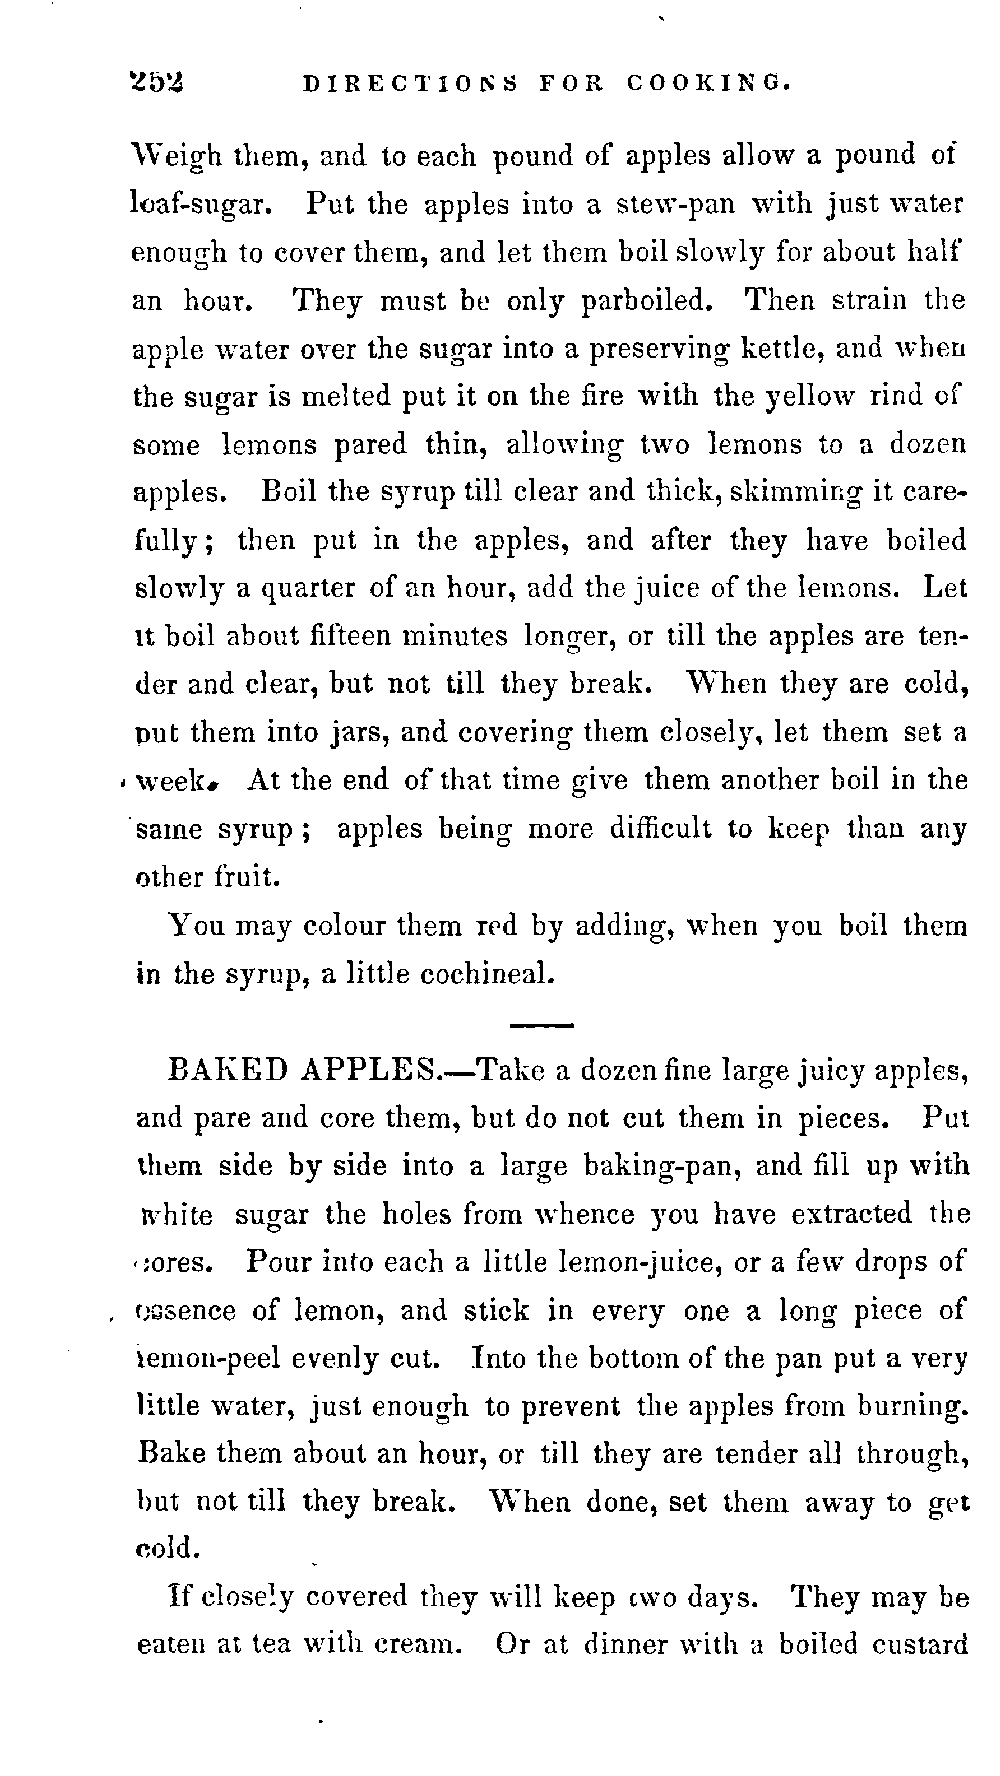 252 DIRECTIONS FOR COOKING.
Weigh them, and to each pound of apples allow a pound of
loaf-sugar. Put the apples into a stew-pan with just water
enough to cover them, and let them boil slowly for about half
an hour. They must be only parboiled. Then strain the
apple water over the sugar into a preserving kettle, and when
the sugar is melted put it on the fire with the yellow rind of
some lemons pared thin, allowing two lemons to a dozen
apples. Boil the syrup till clear and thick, skimming it care-
fully; then put in the apples, and after they have boiled
slowly a quarter of an hour, add the juice of the lemons. Let
it boil about fifteen minutes longer, or till the apples are ten-
der and clear, but not till they break. When they are cold,
put them into jars, and covering them closely, let them set a
week. At the end of that time give them another boil in the
same syrup; apples being more difficult to keep than any
other fruit.
You may colour them red by adding, when you boil them
in the syrup, a little cochineal.
BAKED APPLES.—Take a dozen fine large juicy apples,
and pare and core them, but do not cut them in pieces. Put
them side by side into a large baking-pan, and fill up with
white sugar the holes from whence you have extracted the
cores. Pour into each a little lemon-juice, or a few drops of
essence of lemon, and stick in every one a long piece of
lemon-peel evenly cut. Into the bottom of the pan put a very
little water, just enough to prevent the apples from burning.
Bake them about an hour, or till they are tender all through,
but not till they break. When done, set them away to get
cold.
If closely covered they will keep two days. They may be
eaten at tea with cream. Or at dinner with a boiled custard